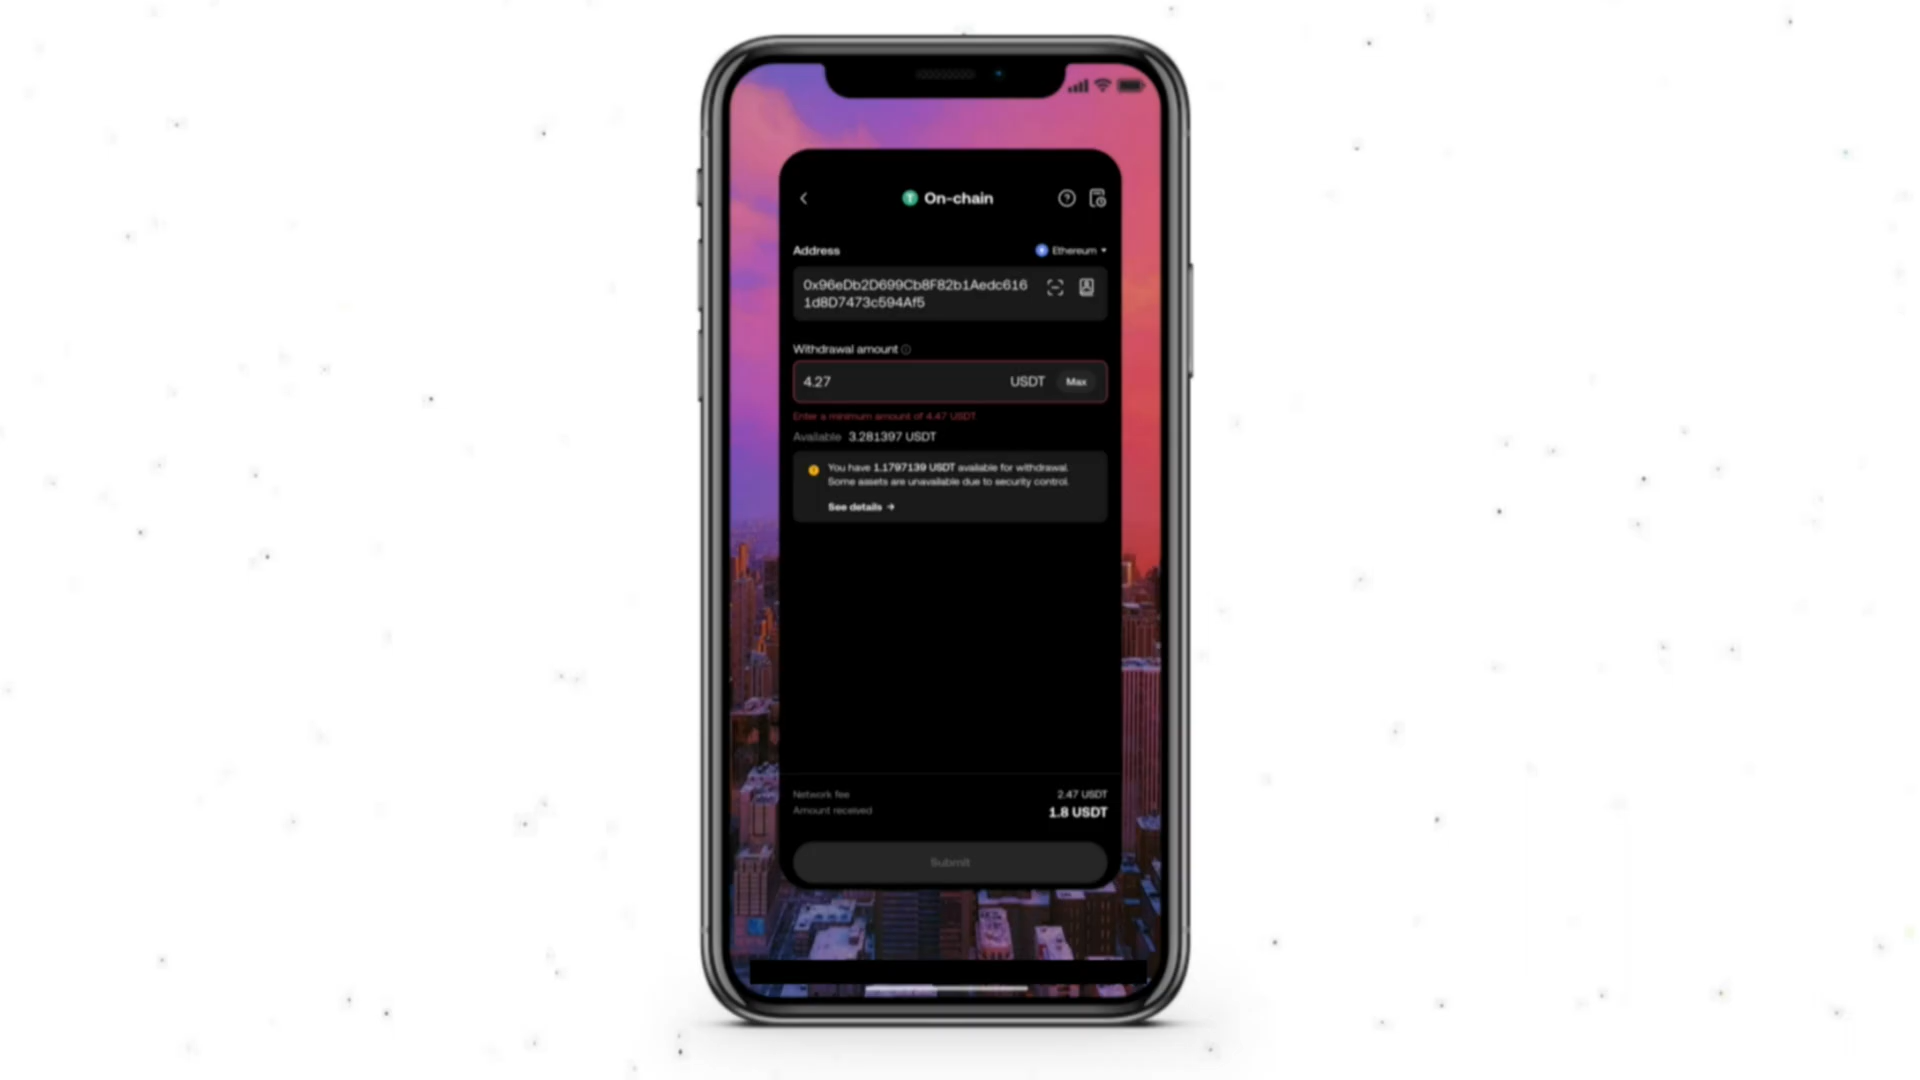 On-chain
Address
Ethereum
0x96eDb2D699Cb8F82b1Aedc616
1d8D7473c594Af5
Withdrawal amount
4.27 USDT Max
Enter a minimum amount of 4.47 USDT
Available 3.281397 USDT
You have 1.1797139 USDT available for withdrawal.
Some assets are unavailable due to security control.
See details →
Network fee 2.47 USDT
Amount received 1.8 USDT
Submit